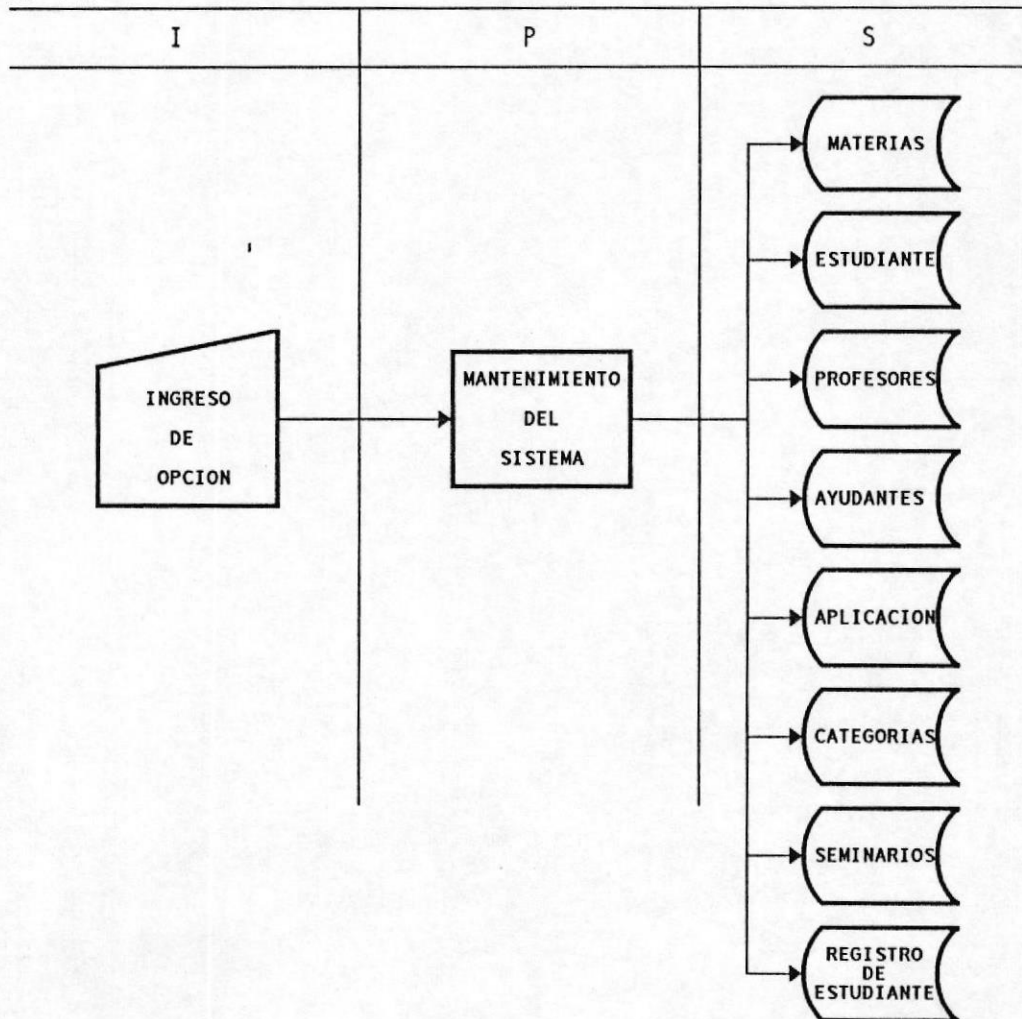 I
P
S
INGRESO
DE
OPCION
MANTENIMIENTO
DEL
SISTEMA
MATERIAS
ESTUDIANTE
PROFESORES
AYUDANTES
APLICACION
CATEGORIAS
SEMINARIOS
REGISTRO
DE
ESTUDIANTE